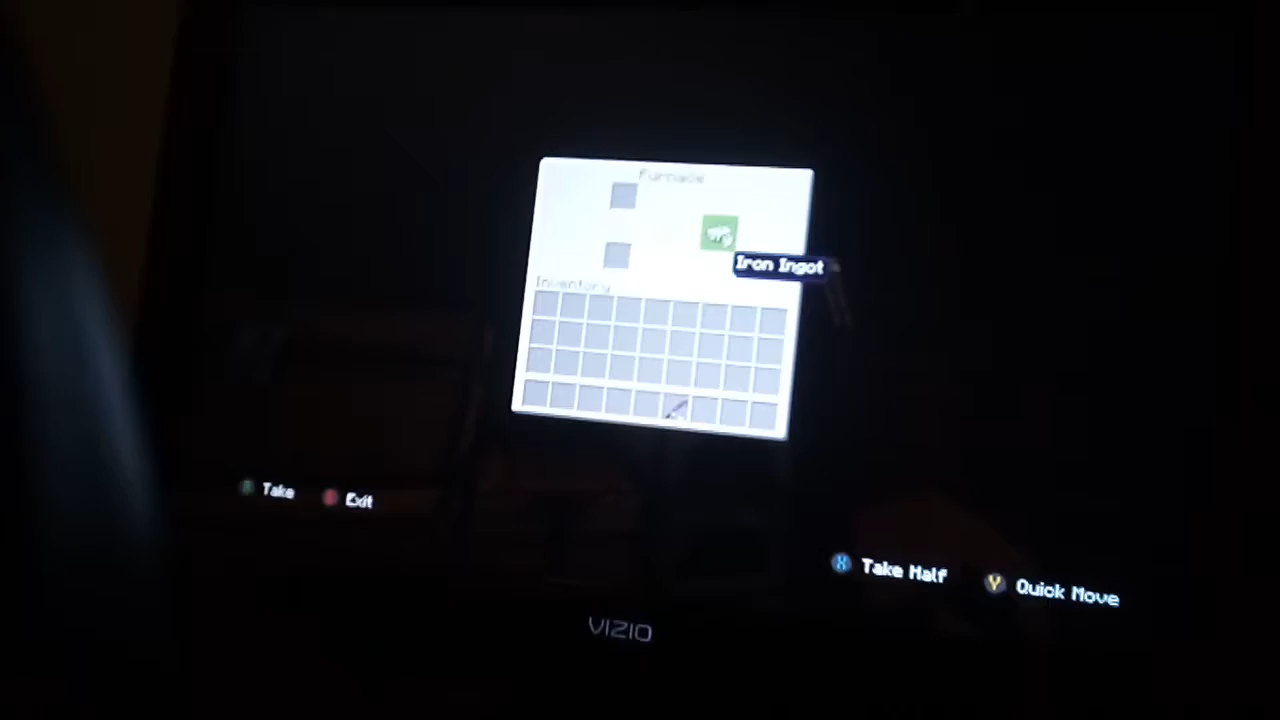 Furnace
Iron Ingot
Inventory
A Take
B Exit
X Take Half
Y Quick Move
VIZIO